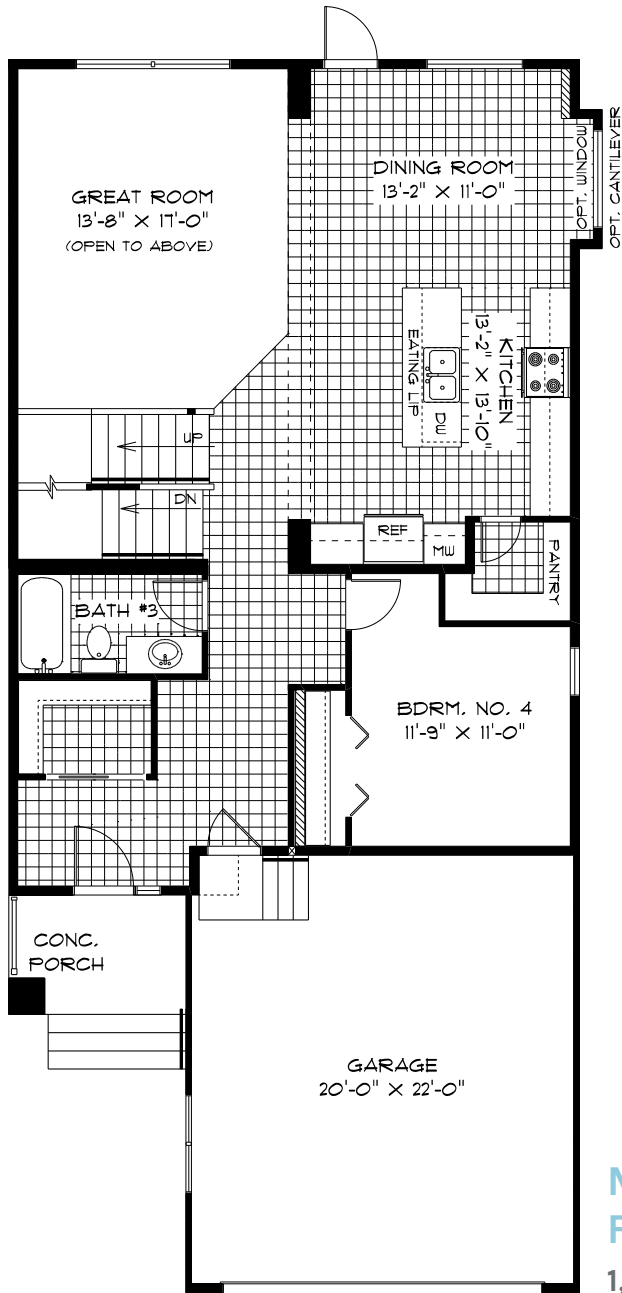 GREAT ROOM
13'-8" X 17'-0"
(OPEN TO ABOVE)
DINING ROOM
13'-2" X 11'-0"
OPT. WINDOW
OPT. CANTILEVER
KITCHEN
13'-2" X 13'-10"
EATING LIP
DW
UP
DN
REF
MW
PANTRY
BATH #3
BDRM. NO. 4
11'-9" X 11'-0"
CONC.
PORCH
GARAGE
20'-0" X 22'-0"